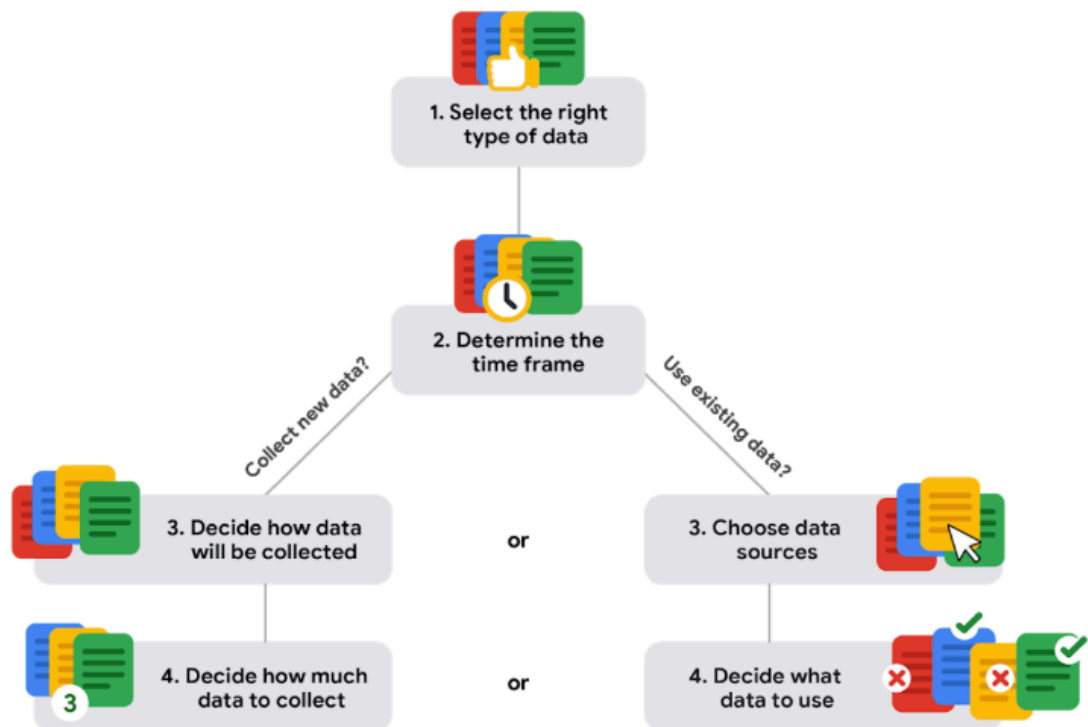 1. Select the right
type of data
2. Determine the
time frame
Collect new data?
Use existing data?
3. Decide how data
will be collected
or
3. Choose data
sources
4. Decide how much
data to collect
3
or
4. Decide what
data to use